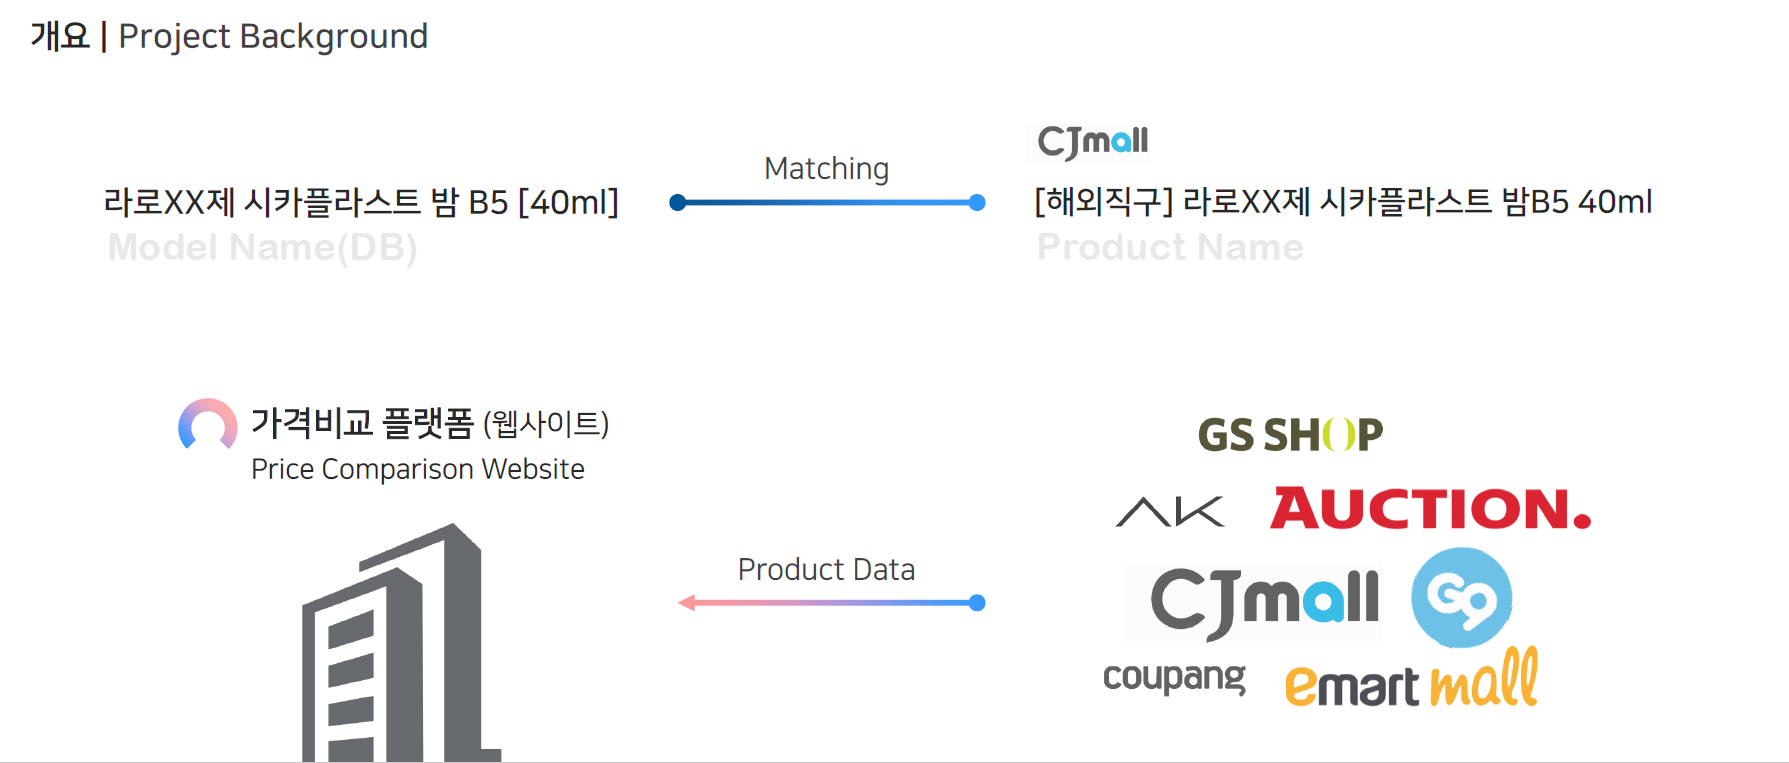 개요 | Project Background
CJmall
Matching
라로XX제 시카플라스트 밤 B5 [40ml]
[해외직구] 라로XX제 시카플라스트 밤B5 40ml
Model Name(DB)
Product Name
가격비교 플랫폼 (웹사이트)
Price Comparison Website
GS SHOP
AK
AUCTION.
Product Data
CJmall
G9
coupang
emart mall